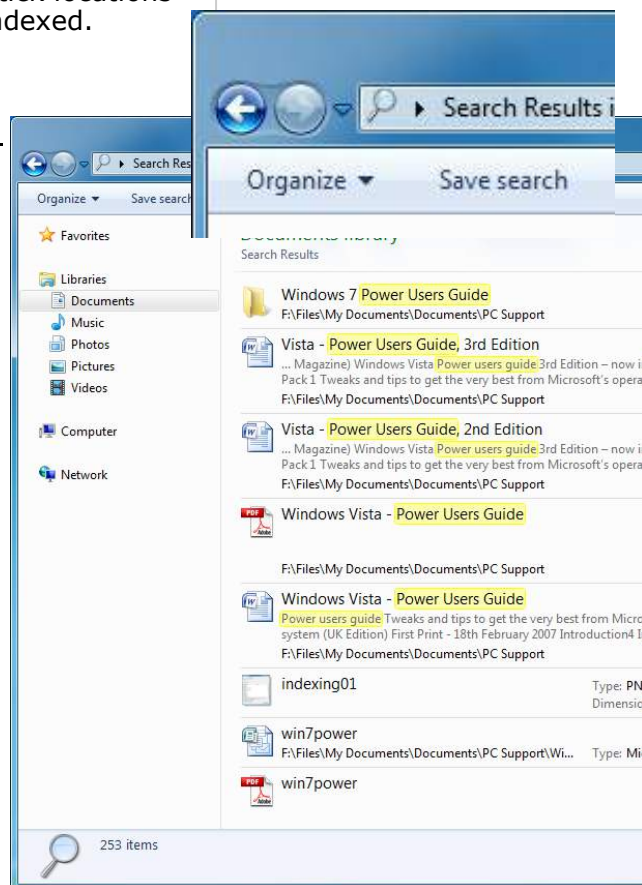 ndexed.
Search Results i
Organize
Save search
Search Res
Organize
Save search
Favorites
Libraries
Documents
Music
Photos
Pictures
Videos
Computer
Network
Search Results
Windows 7 Power Users Guide
F:\Files\My Documents\Documents\PC Support
Vista - Power Users Guide, 3rd Edition
... Magazine) Windows Vista Power users guide 3rd Edition – now i
Pack 1 Tweaks and tips to get the very best from Microsoft's opera
F:\Files\My Documents\Documents\PC Support
Vista - Power Users Guide, 2nd Edition
... Magazine) Windows Vista Power users guide 3rd Edition – now i
Pack 1 Tweaks and tips to get the very best from Microsoft's opera
F:\Files\My Documents\Documents\PC Support
Windows Vista - Power Users Guide
F:\Files\My Documents\Documents\PC Support
Windows Vista - Power Users Guide
Power users guide Tweaks and tips to get the very best from Micro
system (UK Edition) First Print - 18th February 2007 Introduction4 I
F:\Files\My Documents\Documents\PC Support
indexing01
Type: PN
Dimensio
win7power
F:\Files\My Documents\Documents\PC Support\Wi... Type: Mi
win7power
253 items